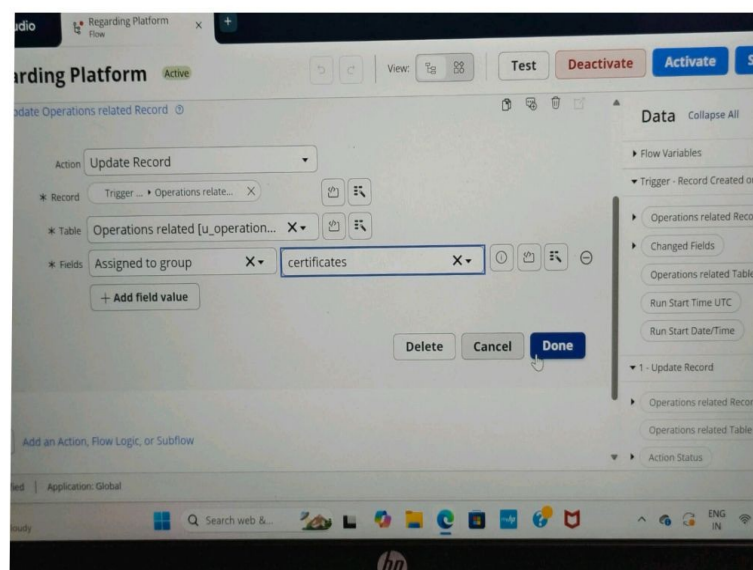 udio
Regarding Platform
Flow
arding Platform Active
View:
Test
Deactivate
Activate
S
pdate Operations related Record
Data Collapse All
Action Update Record
Flow Variables
Trigger - Record Created o
* Record Trigger ... Operations relate... X
Operations related Reco
* Table Operations related [u_operation... X
Changed Fields
* Fields Assigned to group X certificates X
Operations related Table
+ Add field value
Run Start Time UTC
Run Start Date/Time
Delete Cancel Done
1 - Update Record
Operations related Recor
Operations related Table
Add an Action, Flow Logic, or Subflow
Action Status
Application: Global
Search web &...
ENG
IN
oudy
hp